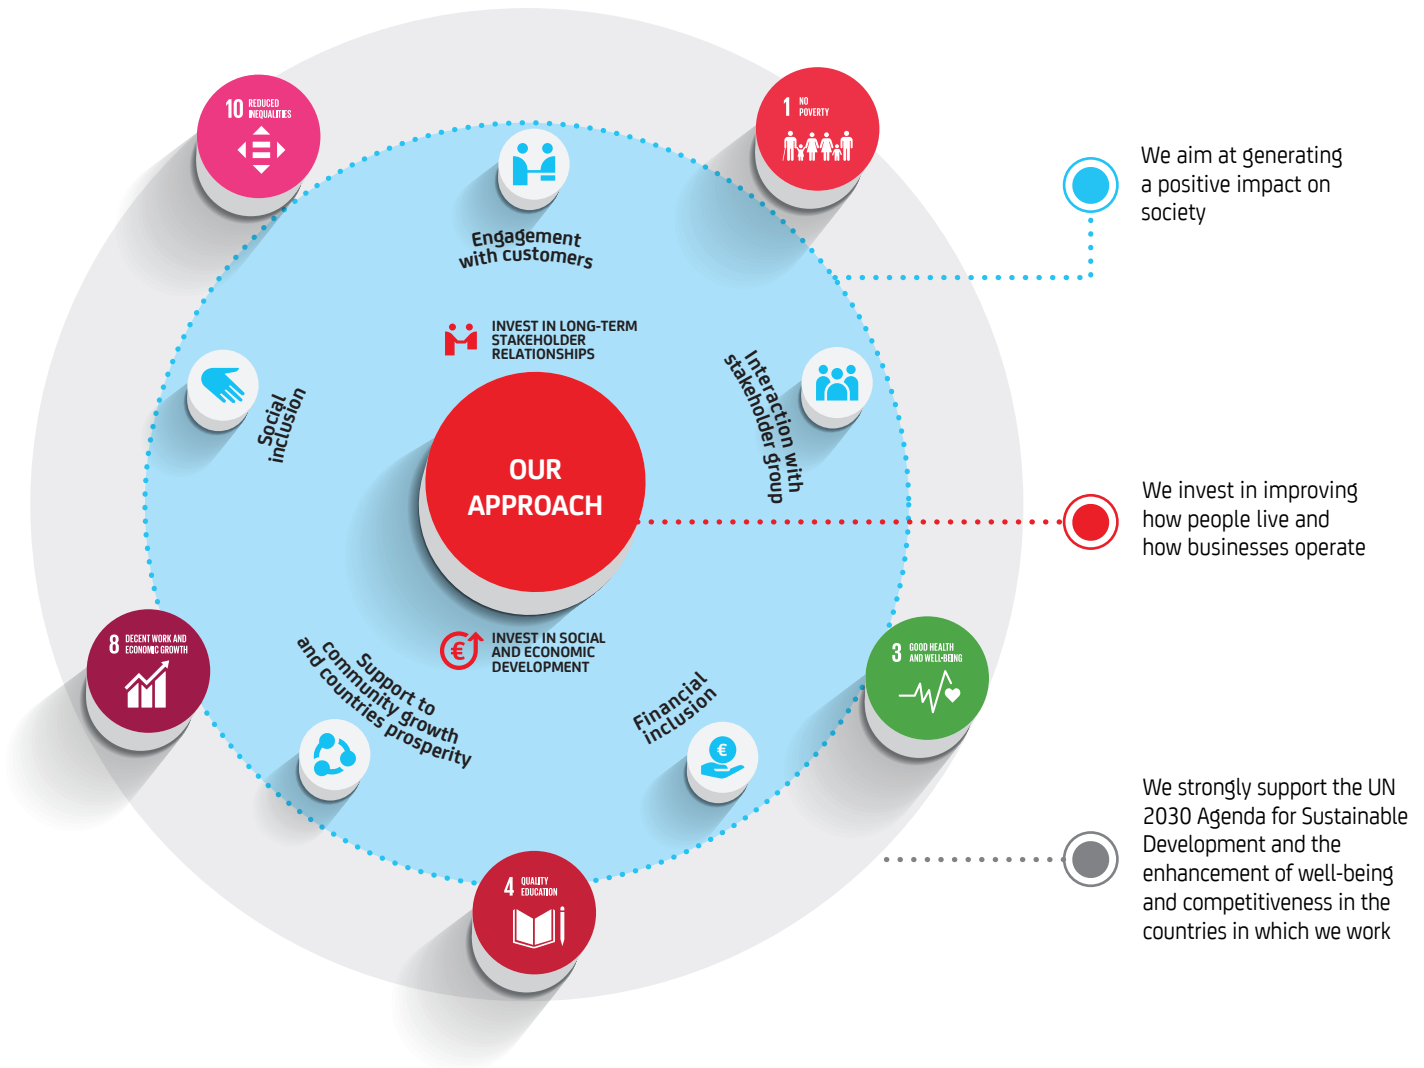 10 REDUCED
INEQUALITIES
1 NO
POVERTY
Engagement
with customers
We aim at generating
a positive impact on
society
INVEST IN LONG-TERM
STAKEHOLDER
RELATIONSHIPS
Social
inclusion
Interaction with
stakeholder group
OUR
APPROACH
We invest in improving
how people live and
how businesses operate
8 DECENT WORK AND
ECONOMIC GROWTH
€
INVEST IN SOCIAL
AND ECONOMIC
DEVELOPMENT
3 GOOD HEALTH
AND WELL-BEING
Support to
community growth
and countries prosperity
Financial
inclusion
€
We strongly support the UN
2030 Agenda for Sustainable
Development and the
enhancement of well-being
and competitiveness in the
countries in which we work
4 QUALITY
EDUCATION